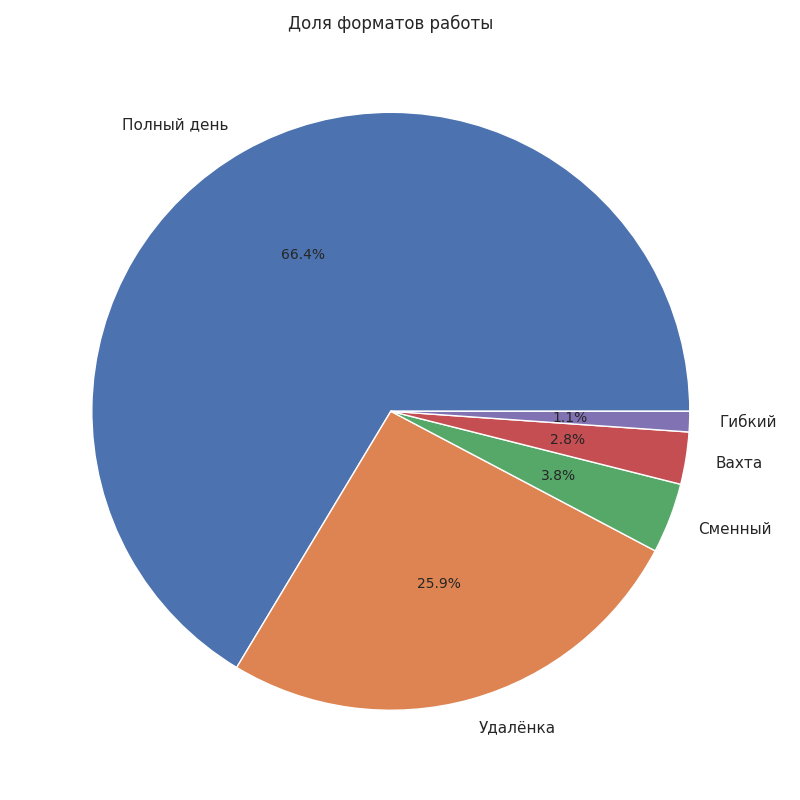 Доля форматов работы
Полный день
66.4%
1.1%
Гибкий
2.8%
Вахта
3.8%
Сменный
25.9%
Удалёнка